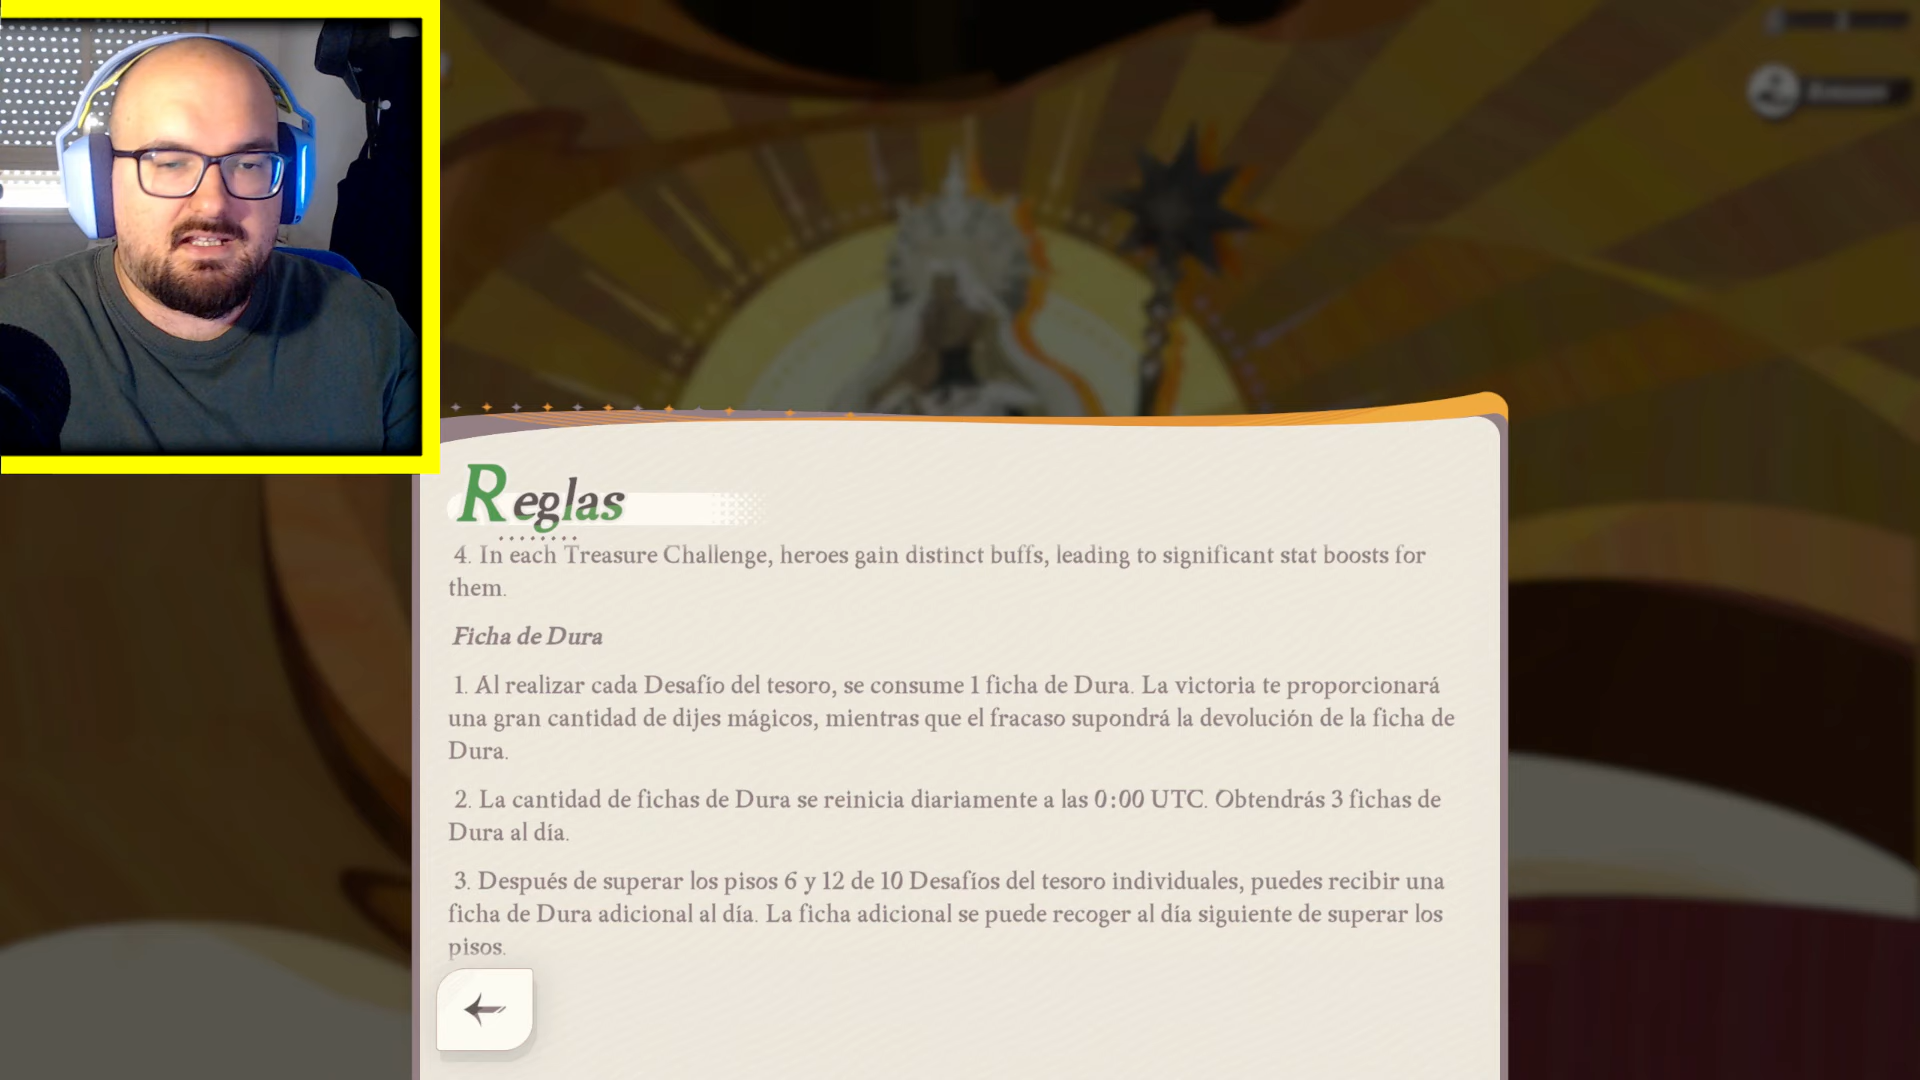 Reglas
4. In each Treasure Challenge, heroes gain distinct buffs, leading to significant stat boosts for
them.
Ficha de Dura
1. Al realizar cada Desafío del tesoro, se consume 1 ficha de Dura. La victoria te proporcionará
una gran cantidad de dijes mágicos, mientras que el fracaso supondrá la devolución de la ficha de
Dura.
2. La cantidad de fichas de Dura se reinicia diariamente a las 0:00 UTC. Obtendrás 3 fichas de
Dura al día.
3. Después de superar los pisos 6 y 12 de 10 Desafíos del tesoro individuales, puedes recibir una
ficha de Dura adicional al día. La ficha adicional se puede recoger al día siguiente de superar los
pisos.